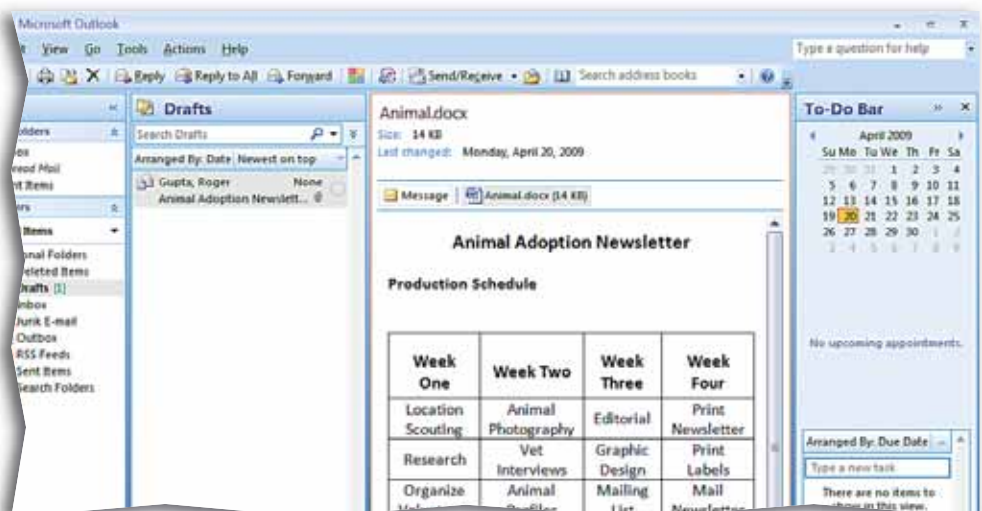 Microsoft Outlook
View Go Tools Actions Help
Type a question for help
Reply Reply to All Forward Send/Receive Search address books
Drafts
Search Drafts
Arranged By: Date Newest on top
Gupta, Roger None
Animal Adoption Newslett...
Items
Folders
Items
Drafts [1]
Junk E-mail
Outbox
RSS Feeds
Sent Items
Search Folders
Animal.docx
Size: 14 KB
Last changed: Monday, April 20, 2009
Message Animal.docx (14 KB)
Animal Adoption Newsletter
Production Schedule
Week One Week Two Week Three Week Four
Location Scouting Animal Photography Editorial Print Newsletter
Research Vet Interviews Graphic Design Print Labels
Organize Animal Mailing List Mail Newsletter
To-Do Bar
April 2009
Su Mo Tu We Th Fr Sa
29 30 31 1 2 3 4
5 6 7 8 9 10 11
12 13 14 15 16 17 18
19 20 21 22 23 24 25
26 27 28 29 30 1 2
3 4 5 6 7 8 9
No upcoming appointments.
Arranged By: Due Date
Type a new task
There are no items to
show in this view.